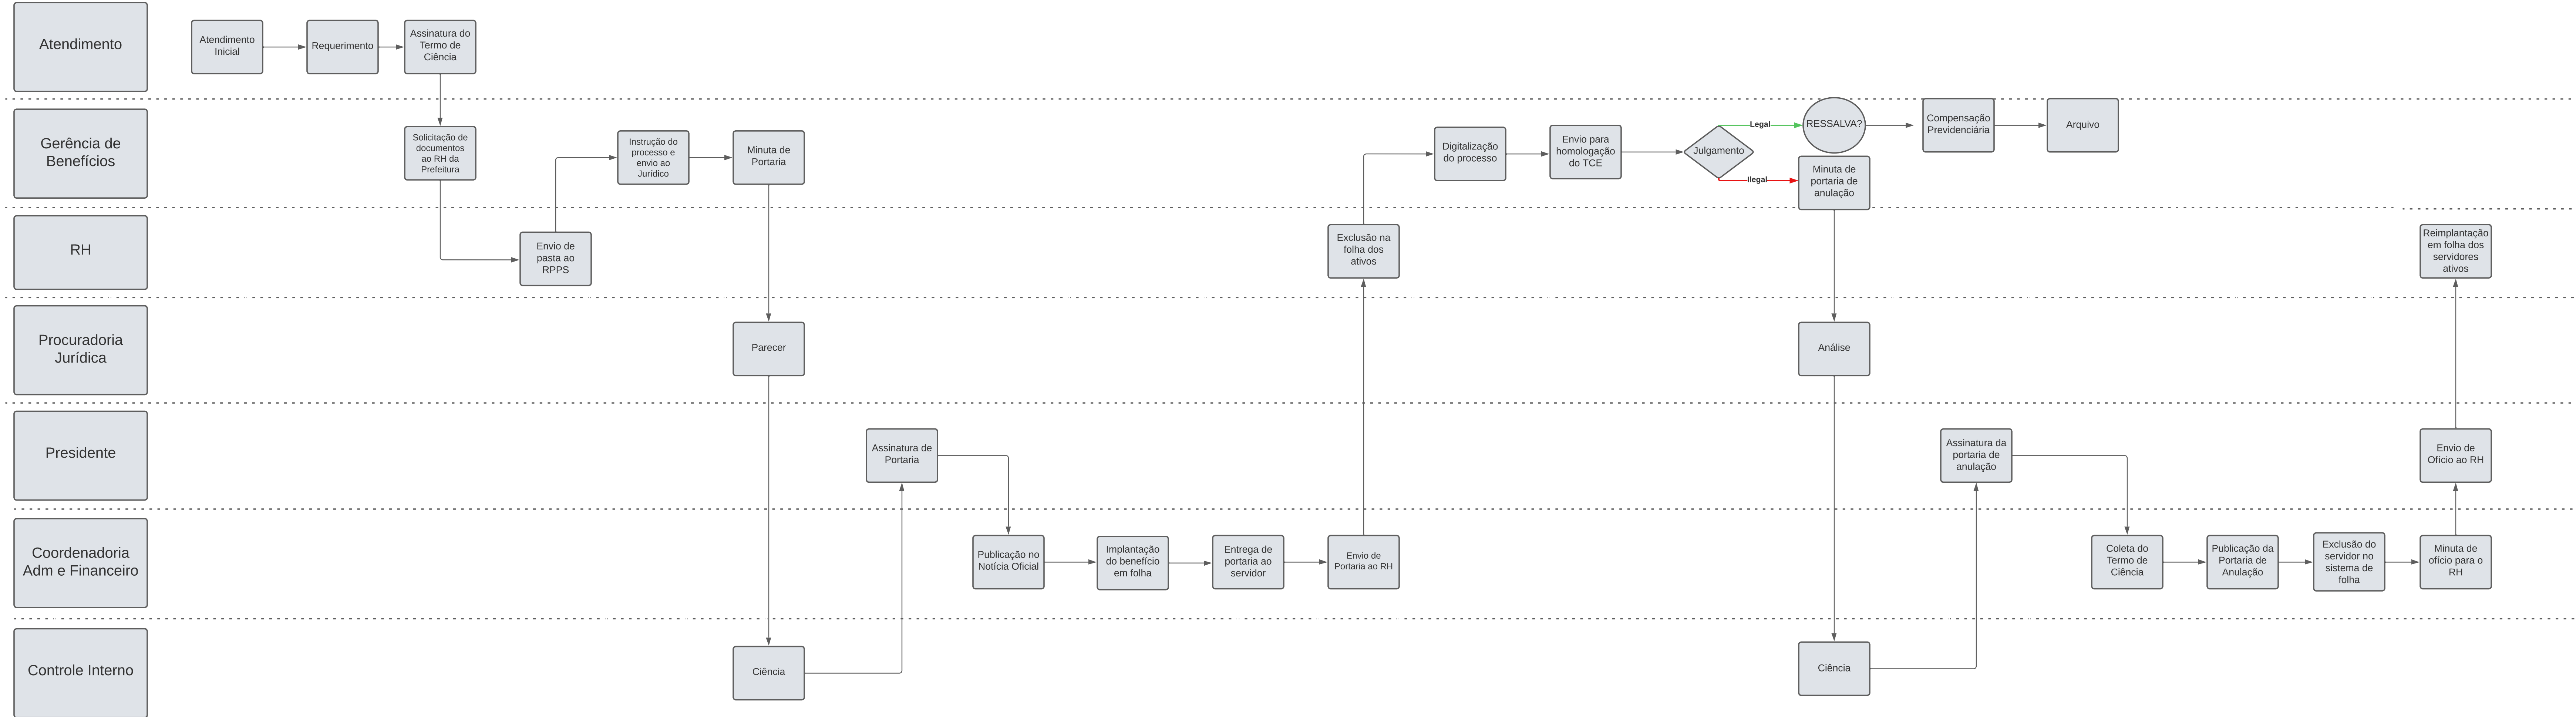 Atendimento
Atendimento
Inicial
Requerimento
Assinatura do
Termo de
Ciência
Gerência de
Benefícios
Solicitação de
documentos
ao RH da
Prefeitura
Instrução do
processo e
envio ao
Jurídico
Minuta de
Portaria
Digitalização
do processo
Envio para
homologação
do TCE
Julgamento
Legal
Ilegal
RESSALVA?
Minuta de
portaria de
anulação
Compensação
Previdenciária
Arquivo
RH
Envio de
pasta ao
RPPS
Exclusão na
folha dos
ativos
Reimplantação
em folha dos
servidores
ativos
Procuradoria
Jurídica
Parecer
Análise
Presidente
Assinatura de
Portaria
Assinatura da
portaria de
anulação
Envio de
Ofício ao RH
Coordenadoria
Adm e Financeiro
Publicação no
Notícia Oficial
Implantação
do benefício
em folha
Entrega de
portaria ao
servidor
Envio de
Portaria ao RH
Coleta do
Termo de
Ciência
Publicação da
Portaria de
Anulação
Exclusão do
servidor no
sistema de
folha
Minuta de
ofício para o
RH
Controle Interno
Ciência
Ciência